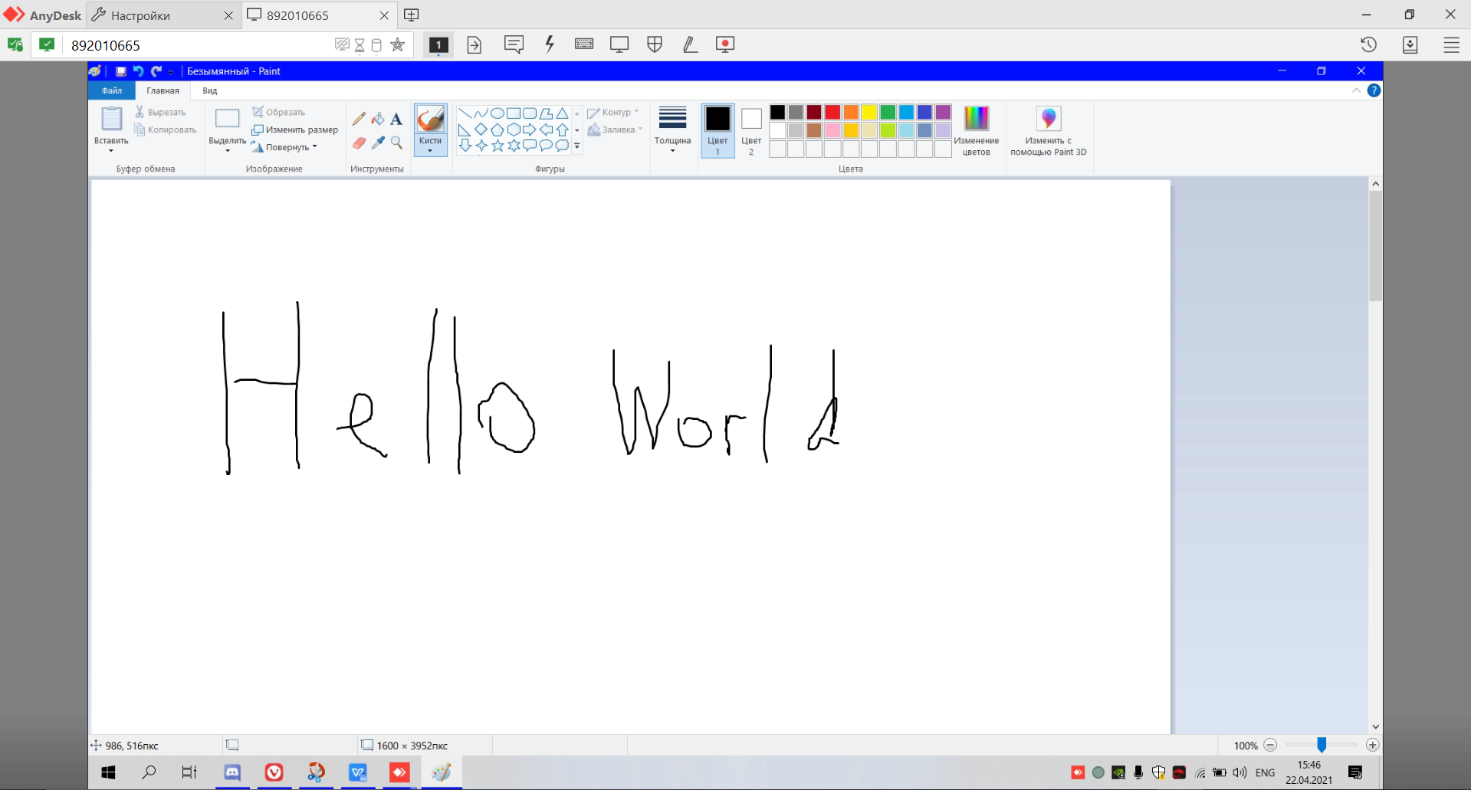 AnyDesk Настройки 892010665
892010665 1
Безымянный - Paint
Файл Главная Вид
Вставить Вырезать Копировать Выделить Обрезать Изменить размер Повернуть Кисти Контур Заливка Толщина Цвет 1 Цвет 2 Изменение цветов Изменить с помощью Paint 3D
Буфер обмена Изображение Инструменты Фигуры Цвета
Hello World
986, 516пкс 1600 × 3952пкс 100%
ENG 15:46
22.04.2021